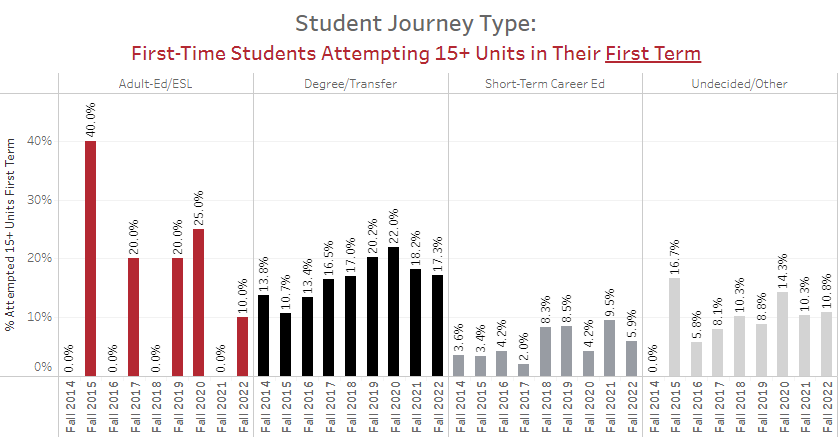 Student Journey Type:
First-Time Students Attempting 15+ Units in Their First Term
Adult-Ed/ESL Degree/Transfer Short-Term Career Ed Undecided/Other
% Attempted 15+ Units First Term
40%
30%
20%
10%
0%
0.0% 40.0% 0.0% 20.0% 0.0% 20.0% 25.0% 0.0% 10.0%
13.8% 10.7% 13.4% 16.5% 17.0% 20.2% 22.0% 18.2% 17.3%
3.6% 3.4% 4.2% 2.0% 8.3% 8.5% 4.2% 9.5% 5.9%
0.0% 16.7% 5.8% 8.1% 10.3% 8.8% 14.3% 10.3% 10.8%
Fall 2014 Fall 2015 Fall 2016 Fall 2017 Fall 2018 Fall 2019 Fall 2020 Fall 2021 Fall 2022
Fall 2014 Fall 2015 Fall 2016 Fall 2017 Fall 2018 Fall 2019 Fall 2020 Fall 2021 Fall 2022
Fall 2014 Fall 2015 Fall 2016 Fall 2017 Fall 2018 Fall 2019 Fall 2020 Fall 2021 Fall 2022
Fall 2014 Fall 2015 Fall 2016 Fall 2017 Fall 2018 Fall 2019 Fall 2020 Fall 2021 Fall 2022